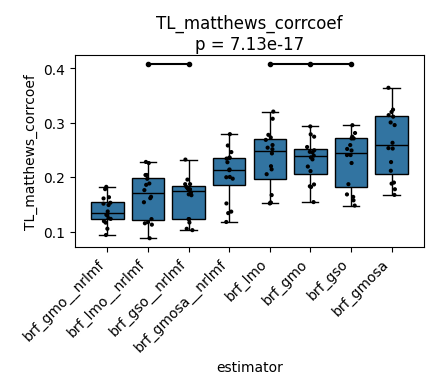 TL_matthews_corrcoef
p = 7.13e-17
TL_matthews_corrcoef
0.4
0.3
0.2
0.1
brf_gmo__nrlmf
brf_lmo__nrlmf
brf_gso__nrlmf
brf_gmosa__nrlmf
brf_lmo
brf_gmo
brf_gso
brf_gmosa
estimator